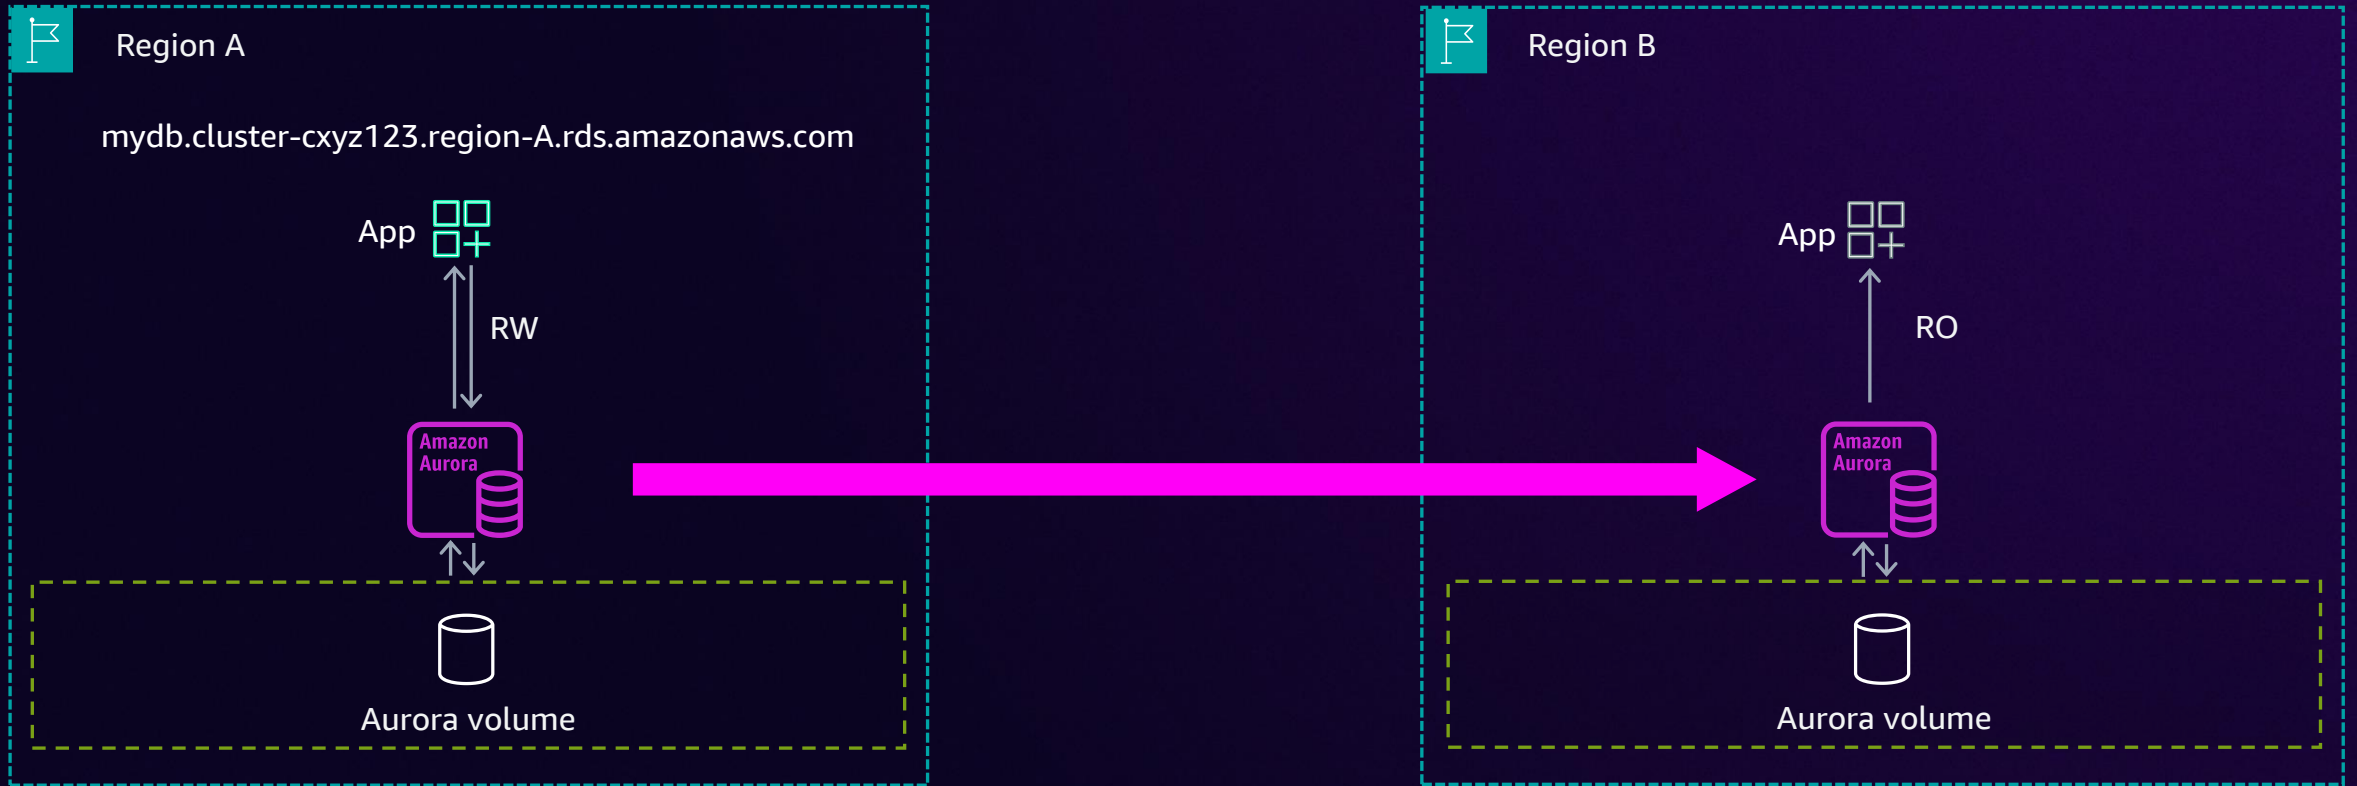 Region A
mydb.cluster-cxyz123.region-A.rds.amazonaws.com
App
RW
Amazon
Aurora
Aurora volume
Region B
App
RO
Amazon
Aurora
Aurora volume